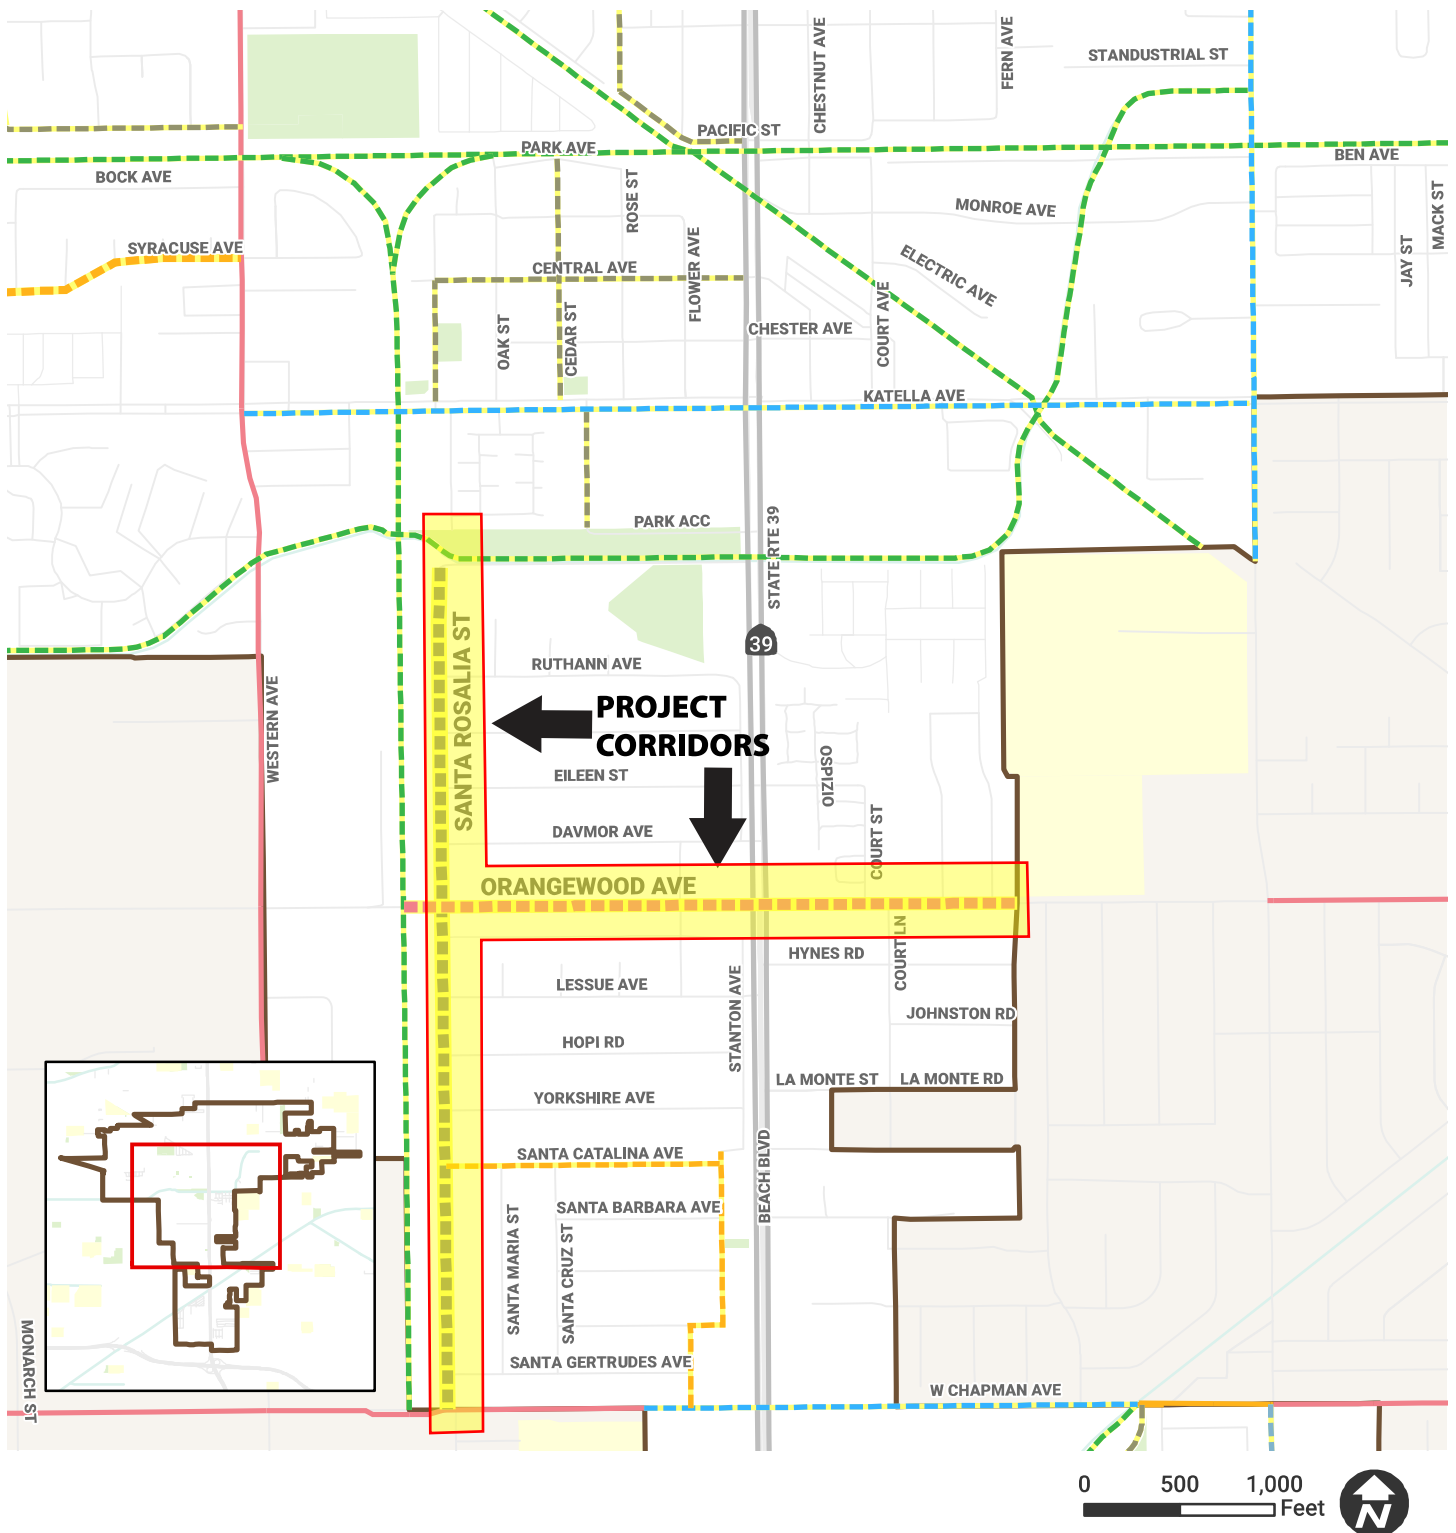 CHESTNUT AVE
FERN AVE
STANDUSTRIAL ST
PACIFIC ST
PARK AVE
BEN AVE
BOCK AVE
ROSE ST
MONROE AVE
MACK ST
SYRACUSE AVE
FLOWER AVE
ELECTRIC AVE
JAY ST
CENTRAL AVE
OAK ST
CEDAR ST
CHESTER AVE
COURT AVE
KATELLA AVE
PARK ACC
STATE RTE 39
39
SANTA ROSALIA ST
RUTHANN AVE
WESTERN AVE
PROJECT
CORRIDORS
EILEEN ST
OSPIZIO
DAVMOR AVE
COURT ST
ORANGEWOOD AVE
COURT LN
HYNES RD
LESSUE AVE
STANTON AVE
JOHNSTON RD
HOPI RD
LA MONTE ST
LA MONTE RD
YORKSHIRE AVE
SANTA CATALINA AVE
BEACH BLVD
SANTA BARBARA AVE
SANTA MARIA ST
SANTA CRUZ ST
SANTA GERTRUDES AVE
MONARCH ST
W CHAPMAN AVE
0 500 1,000
Feet
N